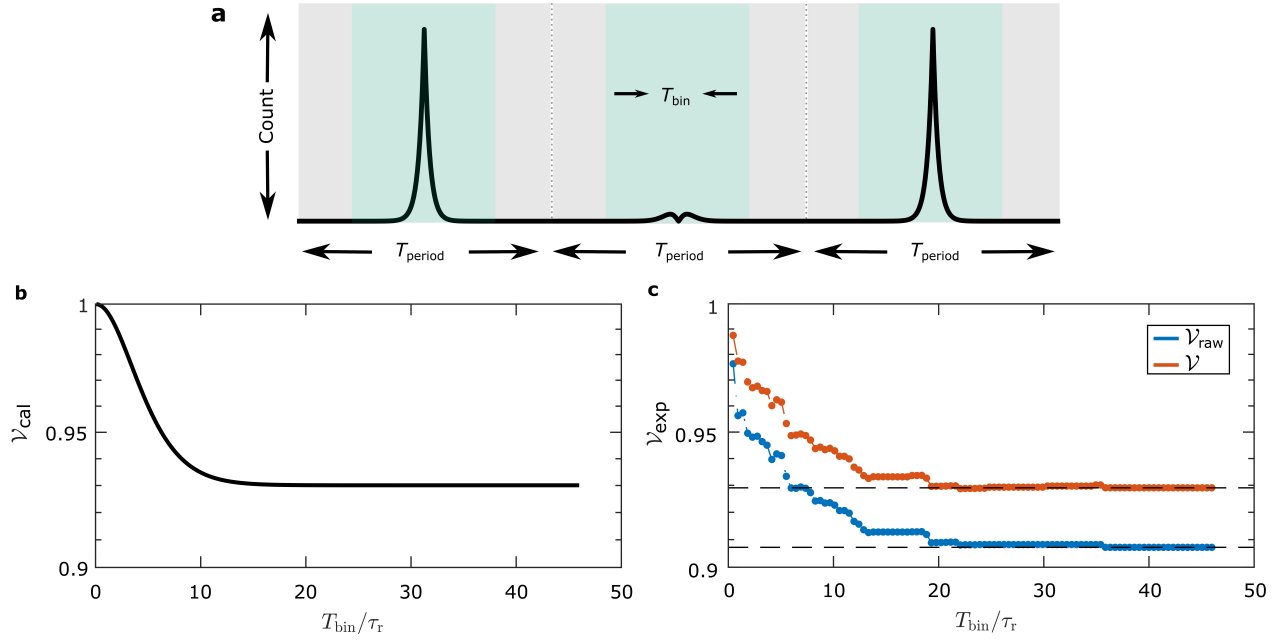 a
Count
T_bin
T_period T_period T_period
b
1
0.95
0.9
𝒱_cal
0 10 20 30 40 50
T_bin/τ_r
c
1
0.95
0.9
𝒱_exp
𝒱_raw
𝒱
0 10 20 30 40 50
T_bin/τ_r